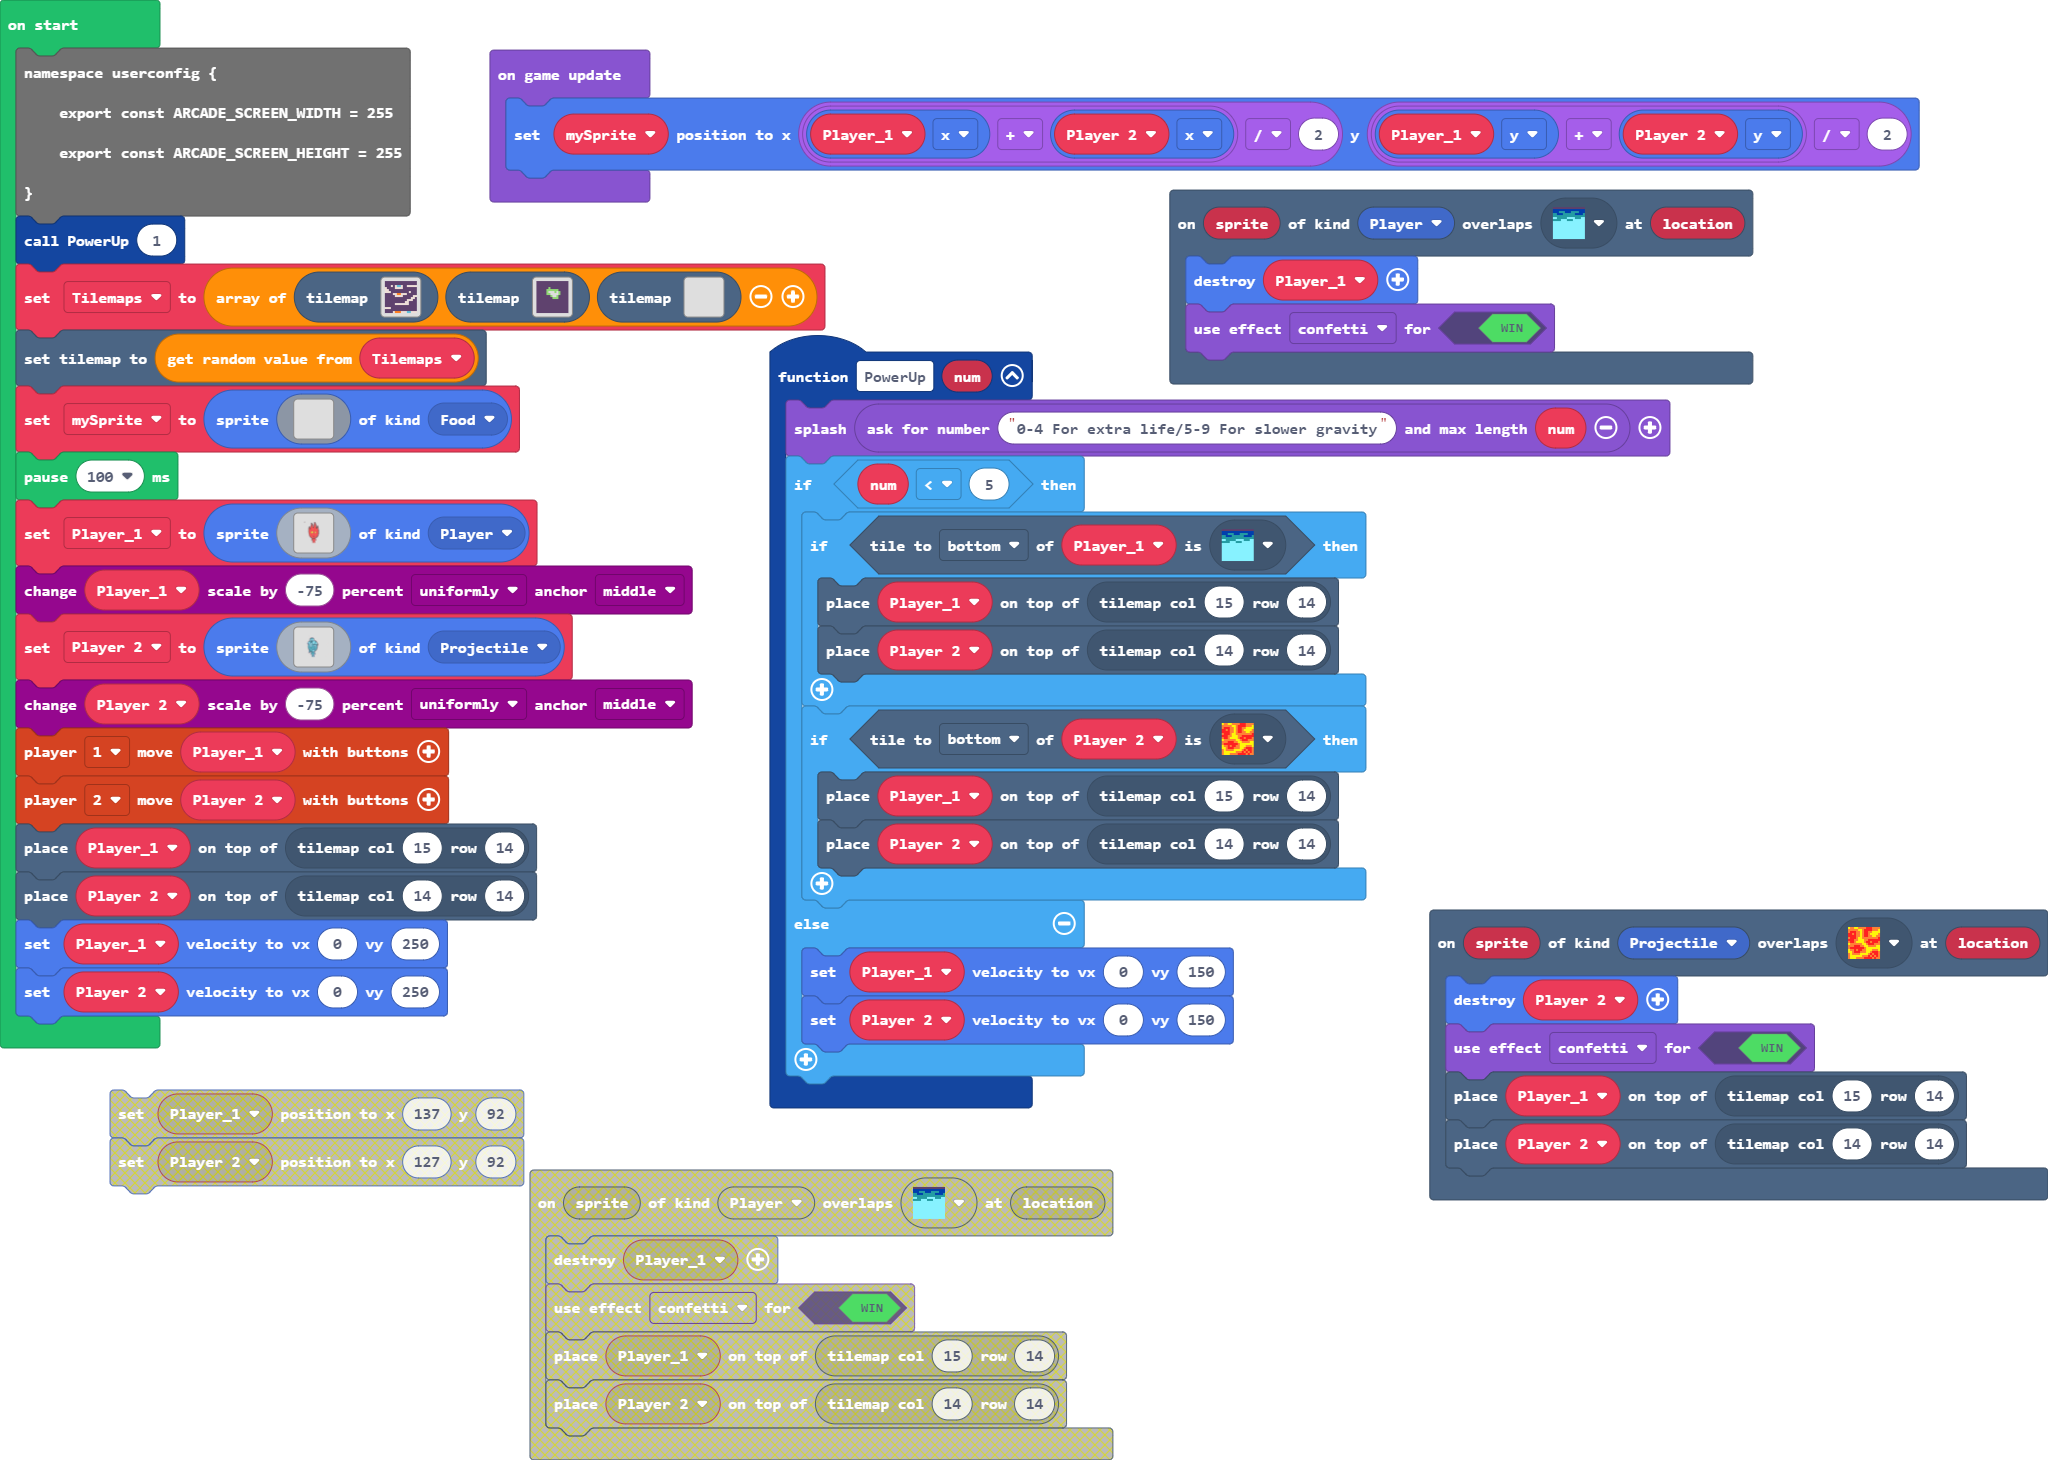 on start
namespace userconfig {
export const ARCADE_SCREEN_WIDTH = 255
export const ARCADE_SCREEN_HEIGHT = 255
}
call PowerUp 1
set Tilemaps to array of tilemap tilemap tilemap
set tilemap to get random value from Tilemaps
set mySprite to sprite of kind Food
pause 100 ms
set Player_1 to sprite of kind Player
change Player_1 scale by -75 percent uniformly anchor middle
set Player 2 to sprite of kind Projectile
change Player 2 scale by -75 percent uniformly anchor middle
player 1 move Player_1 with buttons
player 2 move Player 2 with buttons
place Player_1 on top of tilemap col 15 row 14
place Player 2 on top of tilemap col 14 row 14
set Player_1 velocity to vx 0 vy 250
set Player 2 velocity to vx 0 vy 250
on game update
set mySprite position to x Player_1 x + Player 2 x / 2 y Player_1 y + Player 2 y / 2
on sprite of kind Player overlaps at location
destroy Player_1
use effect confetti for WIN
function PowerUp num
splash ask for number "0-4 For extra life/5-9 For slower gravity" and max length num
if num < 5 then
if tile to bottom of Player_1 is then
place Player_1 on top of tilemap col 15 row 14
place Player 2 on top of tilemap col 14 row 14
if tile to bottom of Player 2 is then
place Player_1 on top of tilemap col 15 row 14
place Player 2 on top of tilemap col 14 row 14
else
set Player_1 velocity to vx 0 vy 150
set Player 2 velocity to vx 0 vy 150
on sprite of kind Projectile overlaps at location
destroy Player 2
use effect confetti for WIN
place Player_1 on top of tilemap col 15 row 14
place Player 2 on top of tilemap col 14 row 14
set Player_1 position to x 137 y 92
set Player 2 position to x 127 y 92
on sprite of kind Player overlaps at location
destroy Player_1
use effect confetti for WIN
place Player_1 on top of tilemap col 15 row 14
place Player 2 on top of tilemap col 14 row 14